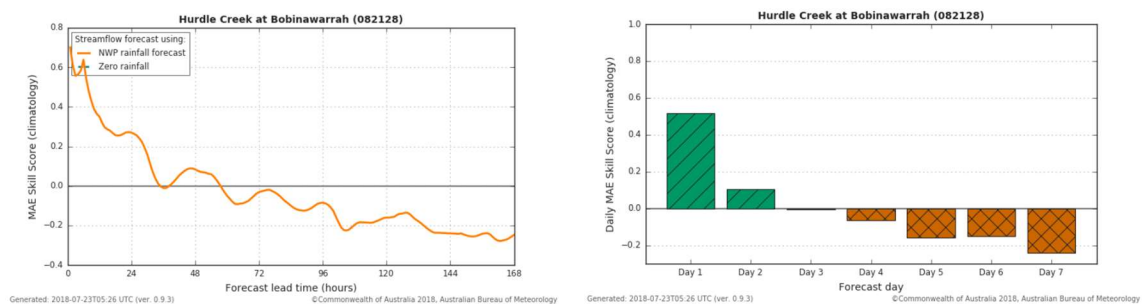 Hurdle Creek at Bobinawarrah (082128)
Streamflow forecast using:
NWP rainfall forecast
Zero rainfall
MAE Skill Score (climatology)
0.8
0.6
0.4
0.2
0.0
−0.2
−0.4
0 24 48 72 96 120 144 168
Forecast lead time (hours)
Generated: 2018-07-23T05:26 UTC (ver. 0.9.3) ©Commonwealth of Australia 2018, Australian Bureau of Meteorology
Hurdle Creek at Bobinawarrah (082128)
Daily MAE Skill Score (climatology)
1.0
0.8
0.6
0.4
0.2
0.0
−0.2
Day 1 Day 2 Day 3 Day 4 Day 5 Day 6 Day 7
Forecast day
Generated: 2018-07-23T05:26 UTC (ver. 0.9.3) ©Commonwealth of Australia 2018, Australian Bureau of Meteorology